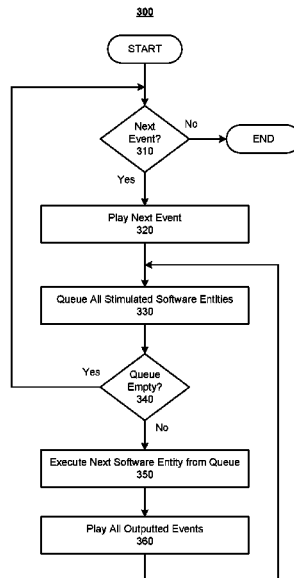 300
START
Next
Event?
310
No
END
Yes
Play Next Event
320
Queue All Stimulated Software Entities
330
Yes
Queue
Empty?
340
No
Execute Next Software Entity from Queue
350
Play All Outputted Events
360